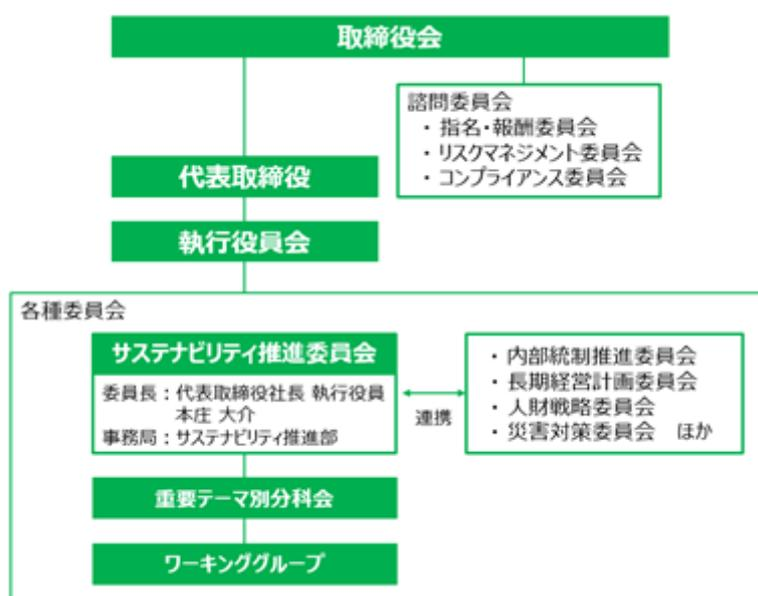 取締役会
諮問委員会
・ 指名・報酬委員会
・ リスクマネジメント委員会
・ コンプライアンス委員会
代表取締役
執行役員会
各種委員会
サステナビリティ推進委員会
委員長：代表取締役社長 執行役員
本庄 大介
事務局：サステナビリティ推進部
連携
・ 内部統制推進委員会
・ 長期経営計画委員会
・ 人財戦略委員会
・ 災害対策委員会　ほか
重要テーマ別分科会
ワーキンググループ